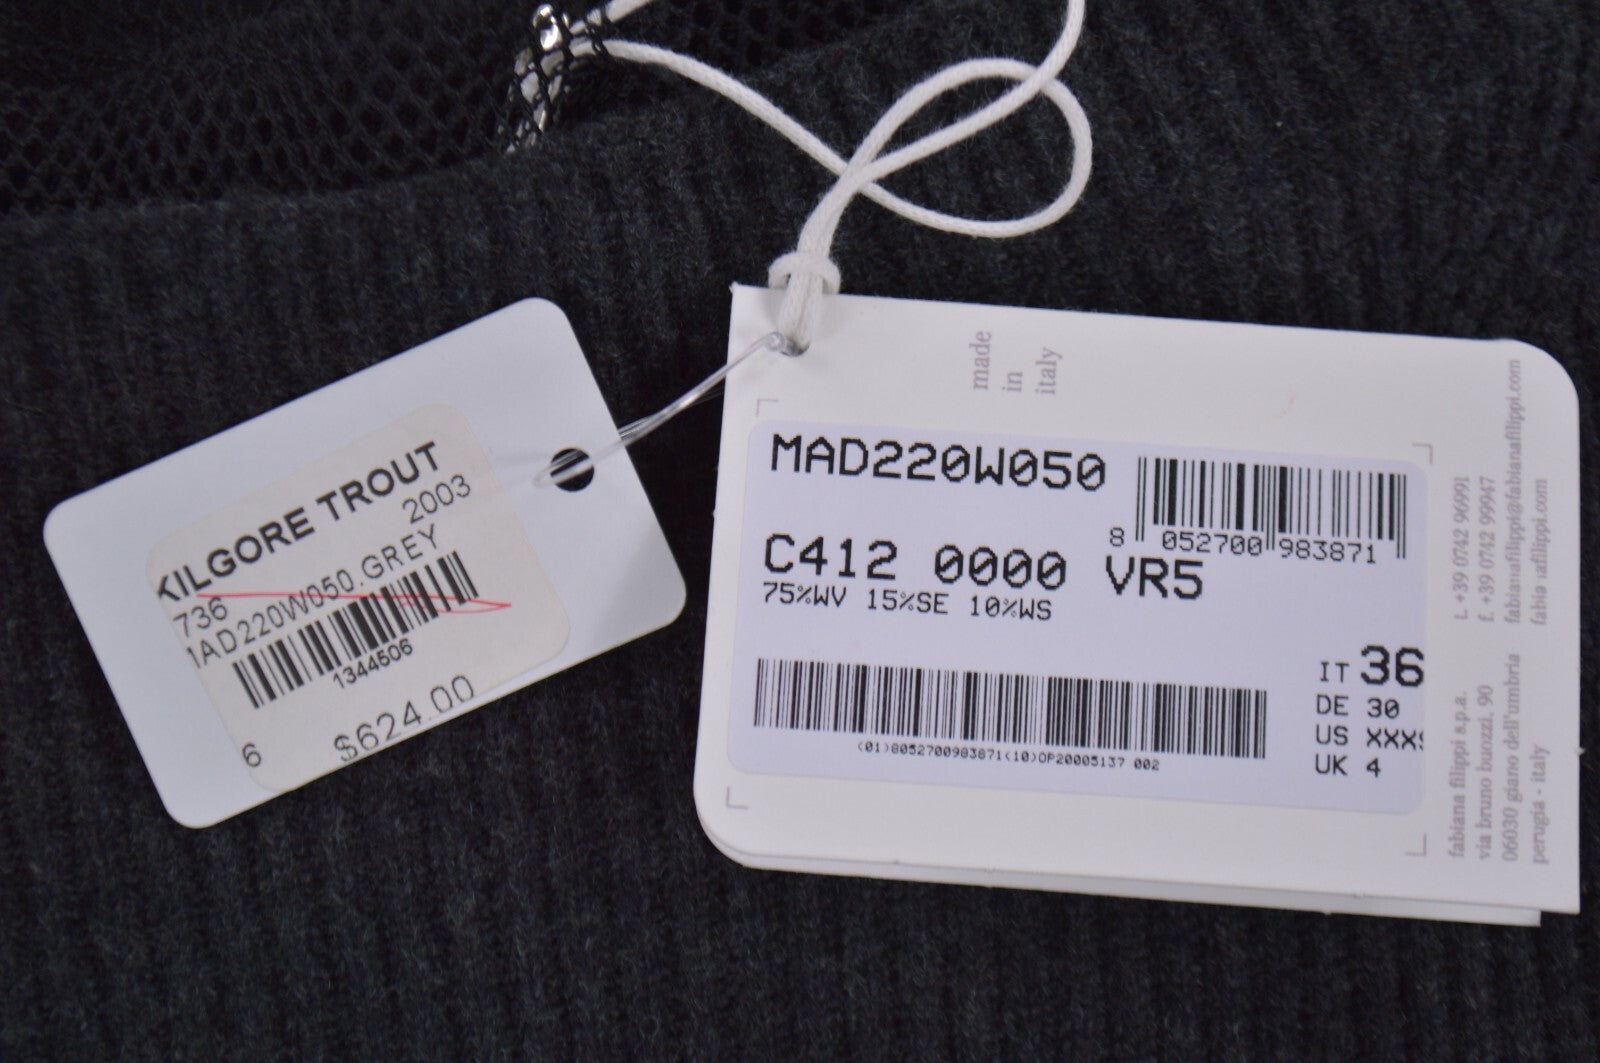 KILGORE TROUT
2003
736
1AD220W050.GREY
1344506
6
$624.00
made
in
italy
MAD220W050
8 052700 983871
C412 0000 VR5
75%WV 15%SE 10%WS
(01)8052700983871(10)OP20005137 002
IT 36
DE 30
US XXXS
UK 4
fabiana filippi s.p.a.
via bruno buozzi, 90
06030 giano dell'umbria
perugia - italy
t. +39 0742 96991
f. +39 0742 99947
fabianafilippi@fabianafilippi.com
fabia iafilippi.com